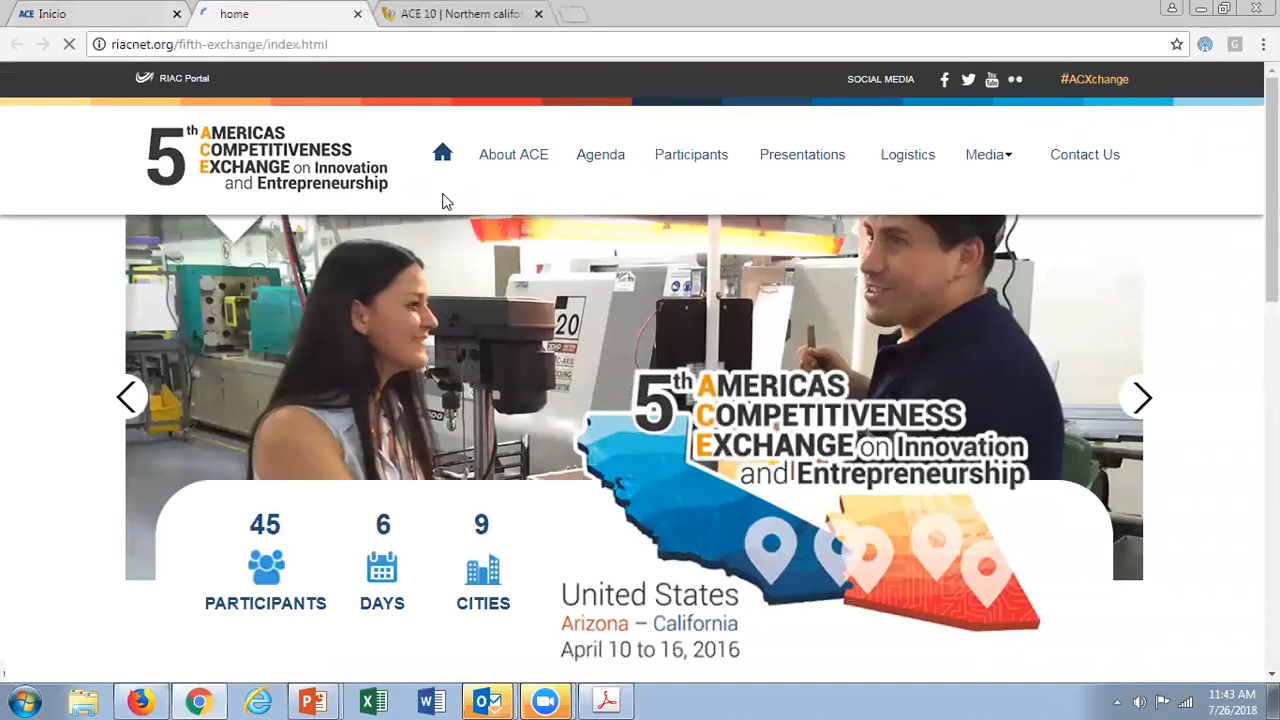 ACE Inicio
home
ACE 10 | Northern califor
riacnet.org/fifth-exchange/index.html
RIAC Portal
SOCIAL MEDIA
#ACXchange
5th AMERICAS
COMPETITIVENESS
EXCHANGE on Innovation
and Entrepreneurship
About ACE
Agenda
Participants
Presentations
Logistics
Media
Contact Us
20
5th AMERICAS
COMPETITIVENESS
EXCHANGE on Innovation
and Entrepreneurship
45
PARTICIPANTS
6
DAYS
9
CITIES
United States
Arizona – California
April 10 to 16, 2016
11:43 AM
7/26/2018